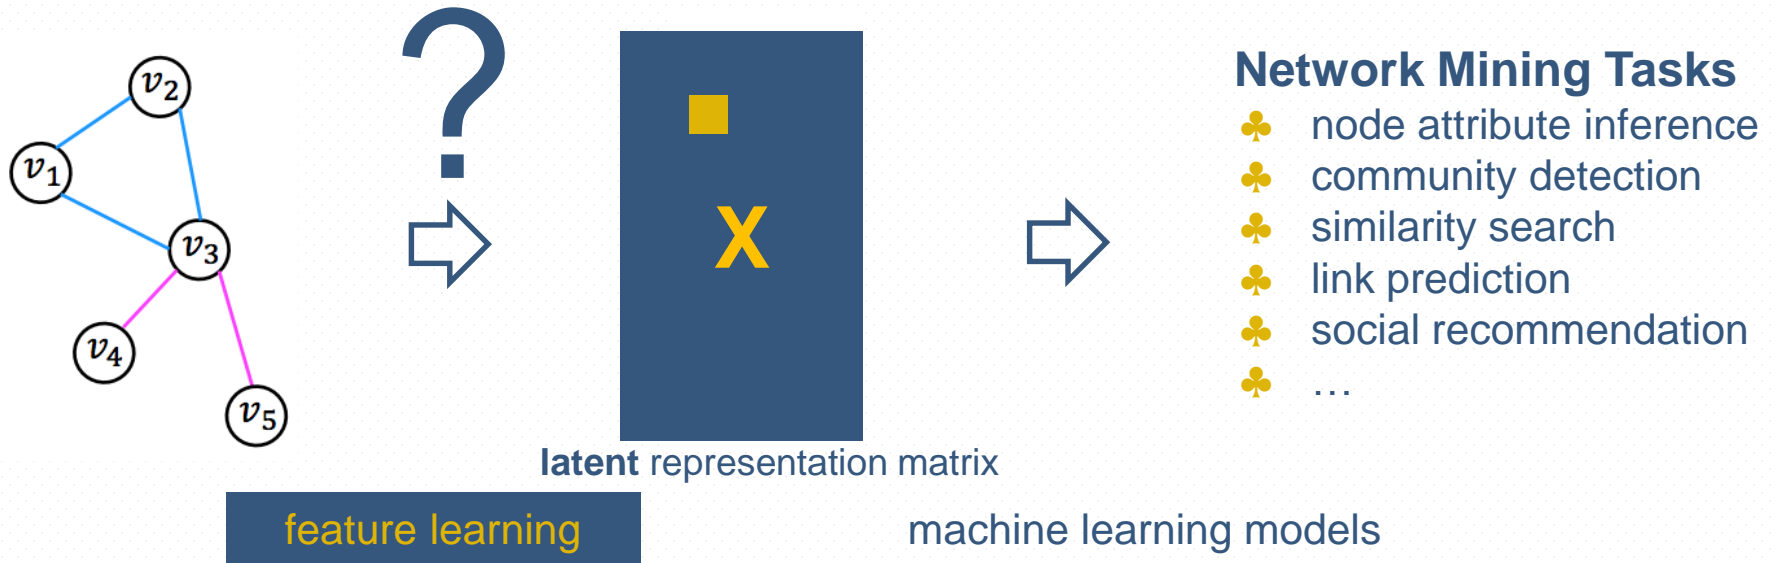 v₂
v₁
v₃
v₄
v₅
?
X
latent representation matrix
feature learning
machine learning models
Network Mining Tasks
♣ node attribute inference
♣ community detection
♣ similarity search
♣ link prediction
♣ social recommendation
♣ …